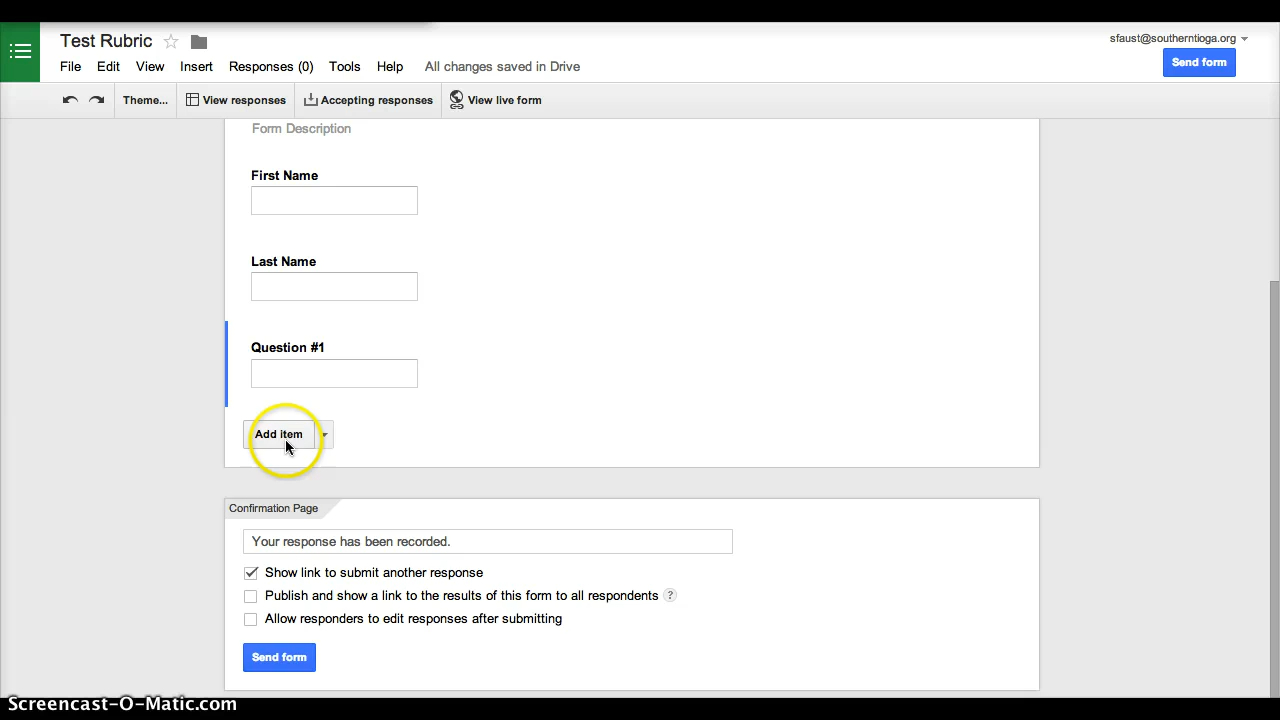 Test Rubric
sfaust@southerntioga.org
File Edit View Insert Responses (0) Tools Help All changes saved in Drive
Send form
Theme... View responses Accepting responses View live form
Form Description
First Name
Last Name
Question #1
Add item
Confirmation Page
Your response has been recorded.
Show link to submit another response
Publish and show a link to the results of this form to all respondents ?
Allow responders to edit responses after submitting
Send form
Screencast-O-Matic.com